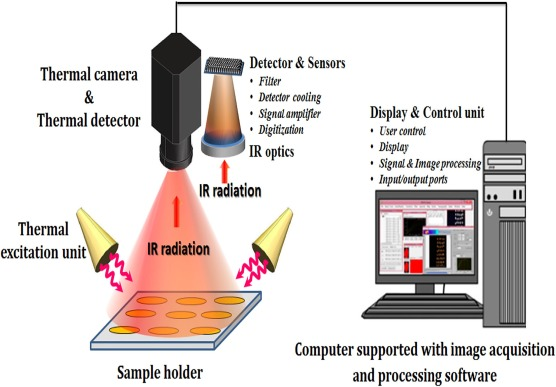 Thermal camera
&
Thermal detector
Detector & Sensors
• Filter
• Detector cooling
• Signal amplifier
• Digitization
IR optics
IR radiation
IR radiation
Thermal
excitation unit
Sample holder
Display & Control unit
• User control
• Display
• Signal & Image processing
• Input/output ports
Computer supported with image acquisition
and processing software